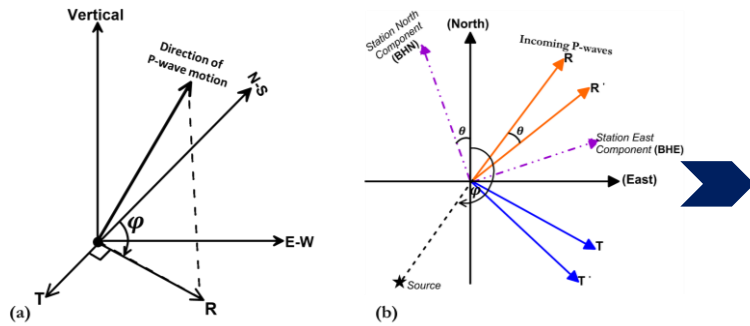 Vertical
Direction of
P-wave motion
N-S
φ
E-W
T
R
(a)
(North)
Station North
Component
(BHN)
Incoming P-waves
R
R'
θ
θ
Station East
Component (BHE)
(East)
φ
T
T'
Source
(b)